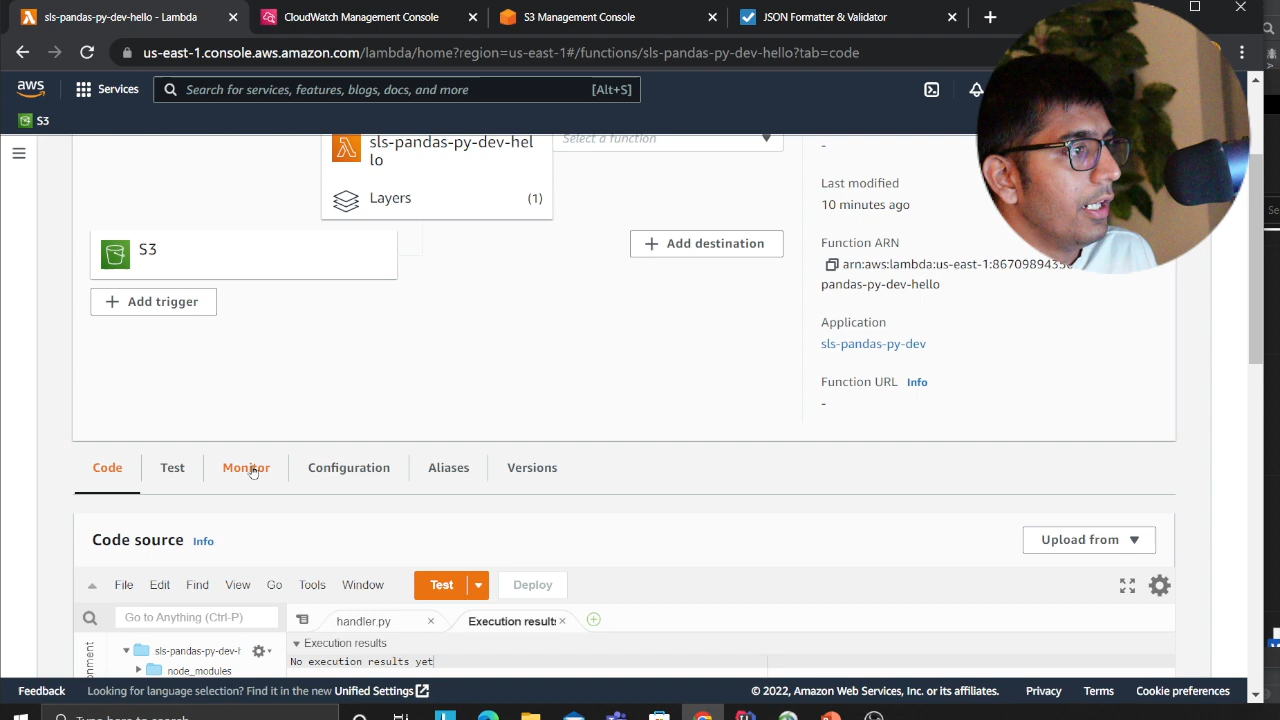 sls-pandas-py-dev-hello - Lambda
CloudWatch Management Console
S3 Management Console
JSON Formatter & Validator
us-east-1.console.aws.amazon.com/lambda/home?region=us-east-1#/functions/sls-pandas-py-dev-hello?tab=code
aws
Services
Search for services, features, blogs, docs, and more
[Alt+S]
S3
sls-pandas-py-dev-hel
lo
Select a function
Layers
(1)
S3
+ Add destination
+ Add trigger
-
Last modified
10 minutes ago
Function ARN
pandas-py-dev-hello
Application
sls-pandas-py-dev
Function URL Info
-
Code
Test
Monitor
Configuration
Aliases
Versions
Code source Info
Upload from
File Edit Find View Go Tools Window
Test
Deploy
Go to Anything (Ctrl-P)
handler.py
Execution results
sls-pandas-py-dev-h
node_modules
Execution results
No execution results yet
Feedback
Looking for language selection? Find it in the new Unified Settings
© 2022, Amazon Web Services, Inc. or its affiliates.
Privacy
Terms
Cookie preferences